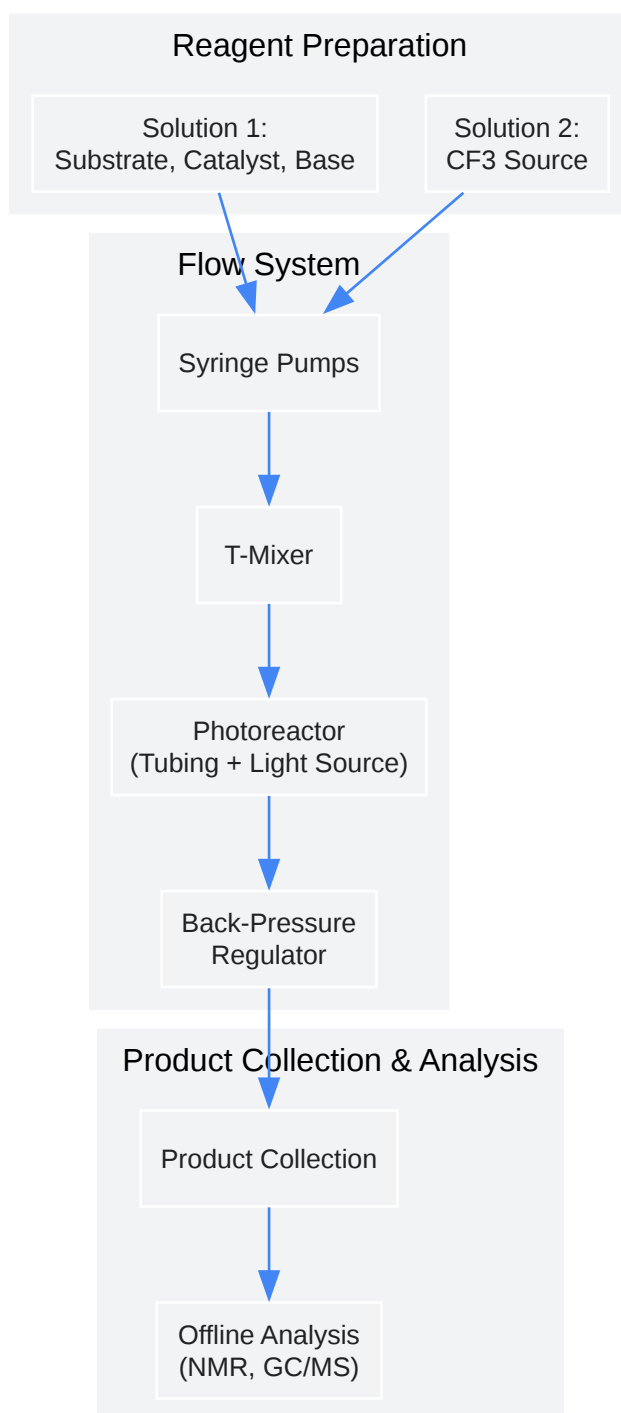 Reagent Preparation
Solution 1:
Substrate, Catalyst, Base
Solution 2:
CF3 Source
Flow System
Syringe Pumps
T-Mixer
Photoreactor
(Tubing + Light Source)
Back-Pressure
Regulator
Product Collection & Analysis
Product Collection
Offline Analysis
(NMR, GC/MS)